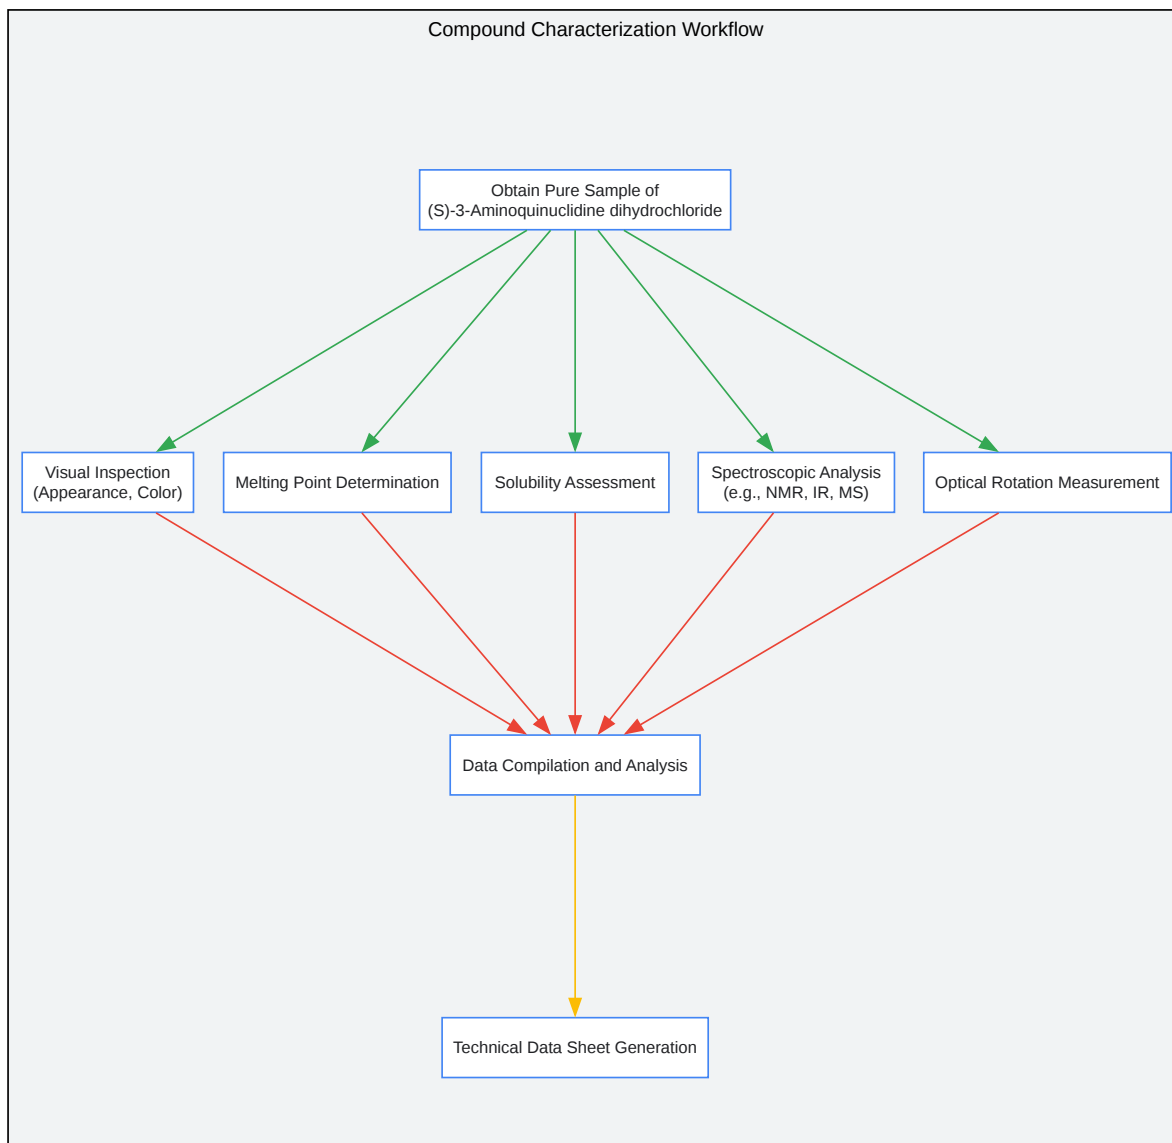 Compound Characterization Workflow
Obtain Pure Sample of
(S)-3-Aminoquinuclidine dihydrochloride
Visual Inspection
(Appearance, Color)
Melting Point Determination
Solubility Assessment
Spectroscopic Analysis
(e.g., NMR, IR, MS)
Optical Rotation Measurement
Data Compilation and Analysis
Technical Data Sheet Generation